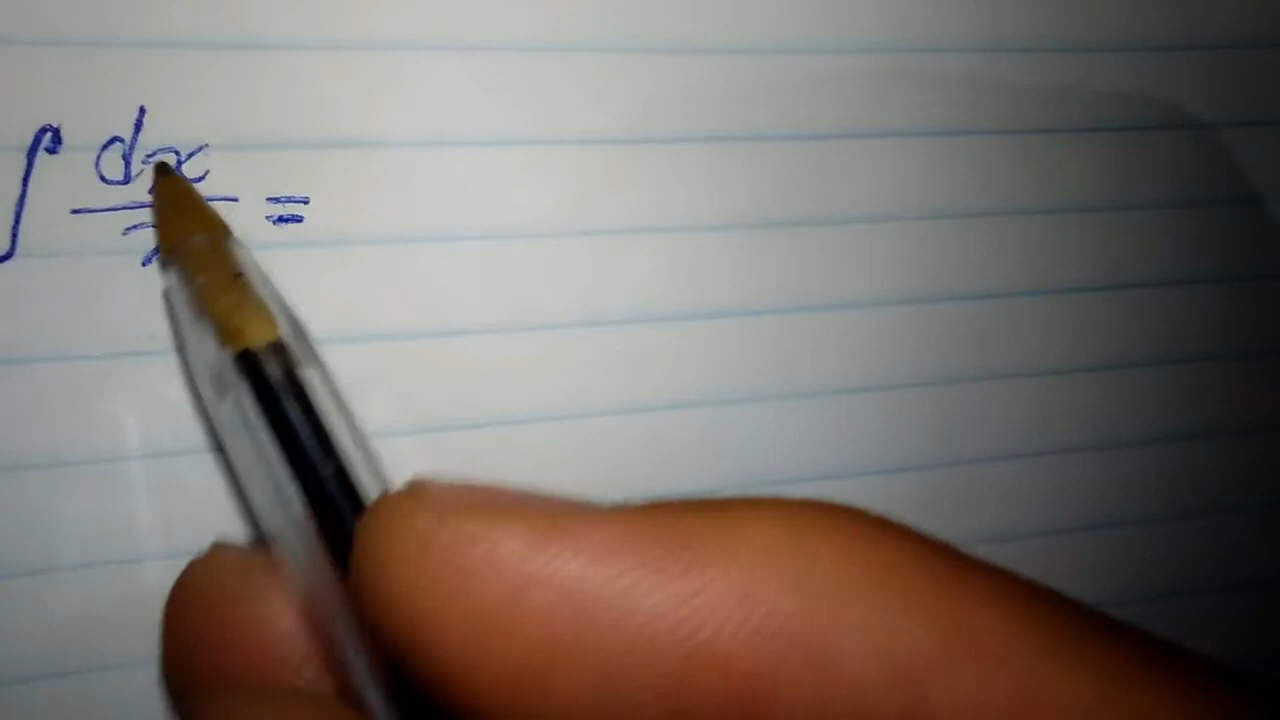 ∫ dx / =